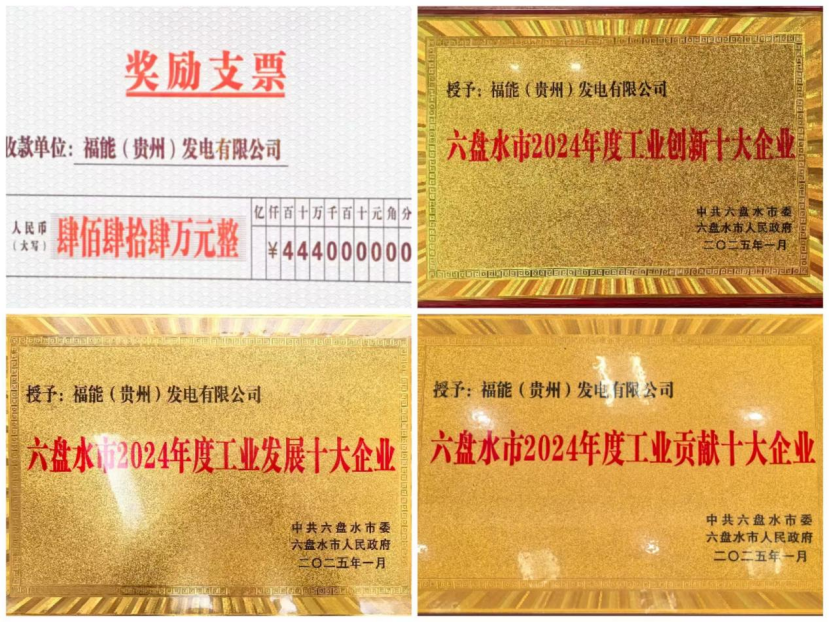 奖励支票
收款单位：福能（贵州）发电有限公司
亿仟百十万千百十元角分
人民币
（大写）
肆佰肆拾肆万元整
¥444000000
授予：福能（贵州）发电有限公司
六盘水市2024年度工业创新十大企业
中共六盘水市委
六盘水市人民政府
二〇二五年一月
授予：福能（贵州）发电有限公司
六盘水市2024年度工业发展十大企业
中共六盘水市委
六盘水市人民政府
二〇二五年一月
授予：福能（贵州）发电有限公司
六盘水市2024年度工业贡献十大企业
中共六盘水市委
六盘水市人民政府
二〇二五年一月